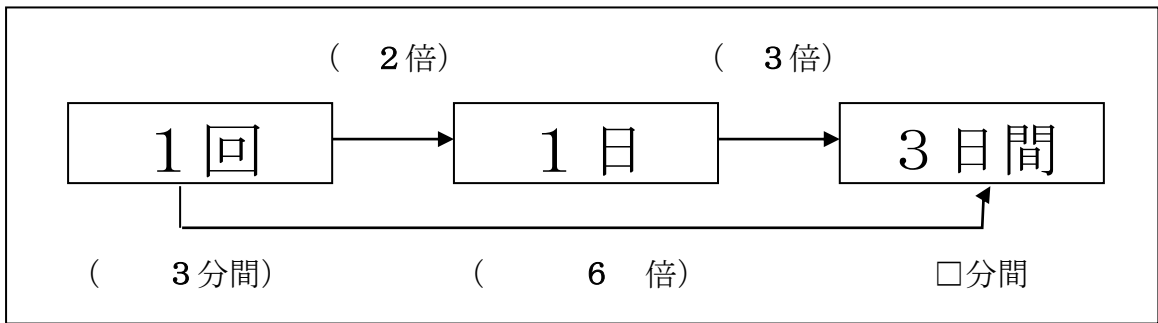 （　２倍）　（　３倍）
１回　１日　３日間
（　３分間）　（　６　倍）　□分間